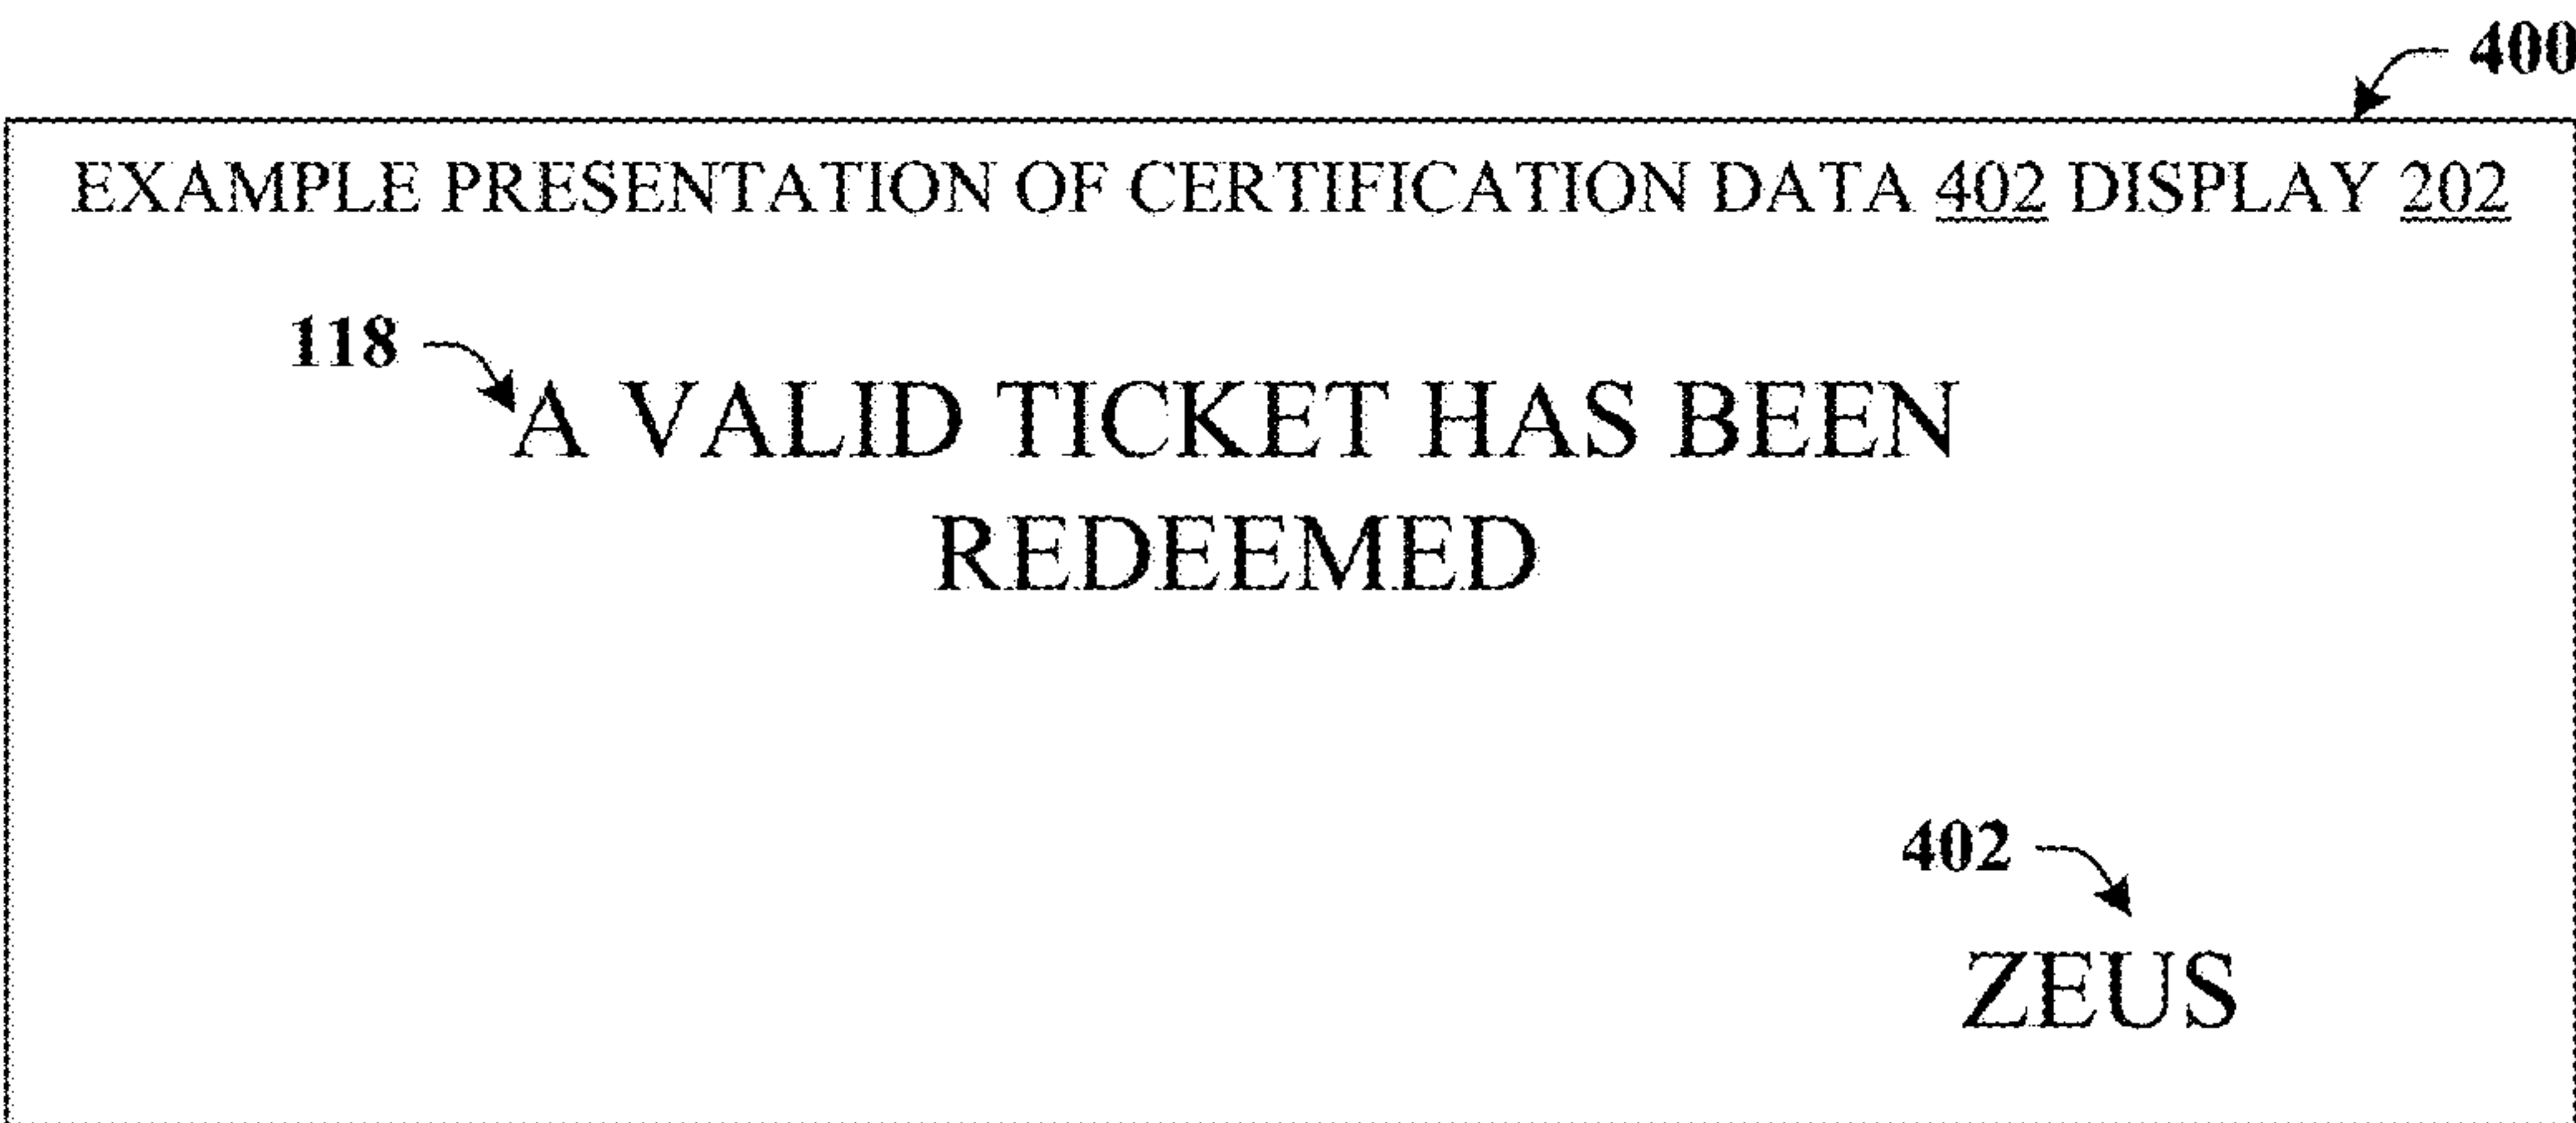 400
EXAMPLE PRESENTATION OF CERTIFICATION DATA 402 DISPLAY 202
118
A VALID TICKET HAS BEEN
REDEEMED
402
ZEUS